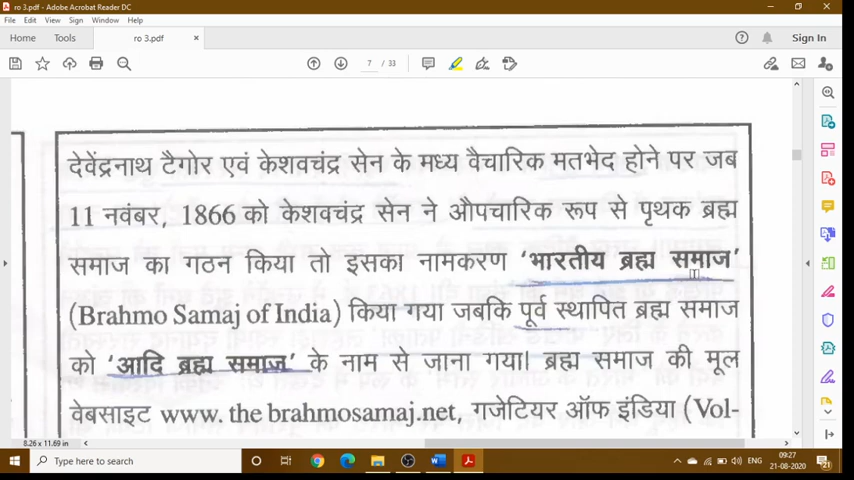 ro 3.pdf - Adobe Acrobat Reader DC
File Edit View Sign Window Help
Home Tools ro 3.pdf × Sign In
7 / 33
देवेंद्रनाथ टैगोर एवं केशवचंद्र सेन के मध्य वैचारिक मतभेद होने पर जब
11 नवंबर, 1866 को केशवचंद्र सेन ने औपचारिक रूप से पृथक ब्रह्म
समाज का गठन किया तो इसका नामकरण ‘भारतीय ब्रह्म समाज’
(Brahmo Samaj of India) किया गया जबकि पूर्व स्थापित ब्रह्म समाज
को ‘आदि ब्रह्म समाज’ के नाम से जाना गया। ब्रह्म समाज की मूल
वेबसाइट www. the brahmosamaj.net, गजेटियर ऑफ इंडिया (Vol-
8.26 x 11.69 in
Type here to search
ENG
09:27
21-08-2020